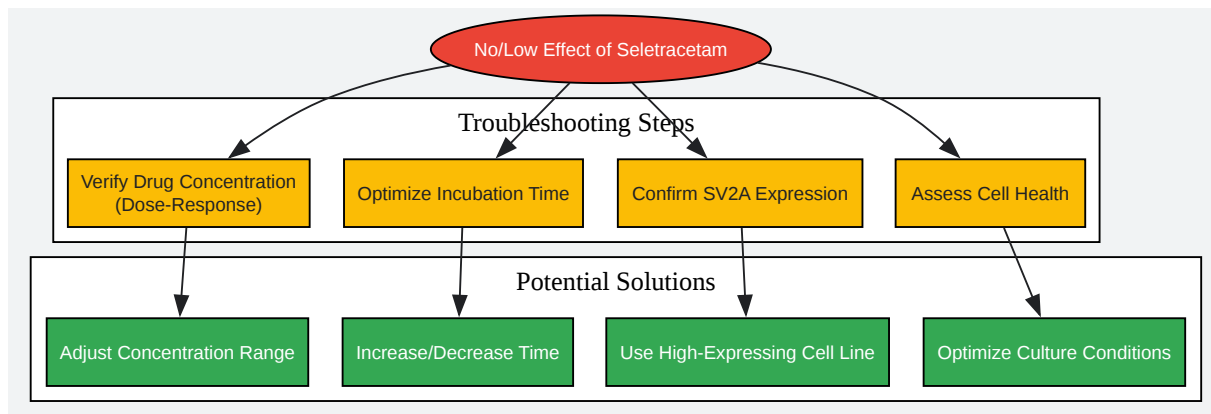 No/Low Effect of Seletracetam
Troubleshooting Steps
Verify Drug Concentration
(Dose-Response)
Optimize Incubation Time
Confirm SV2A Expression
Assess Cell Health
Potential Solutions
Adjust Concentration Range
Increase/Decrease Time
Use High-Expressing Cell Line
Optimize Culture Conditions